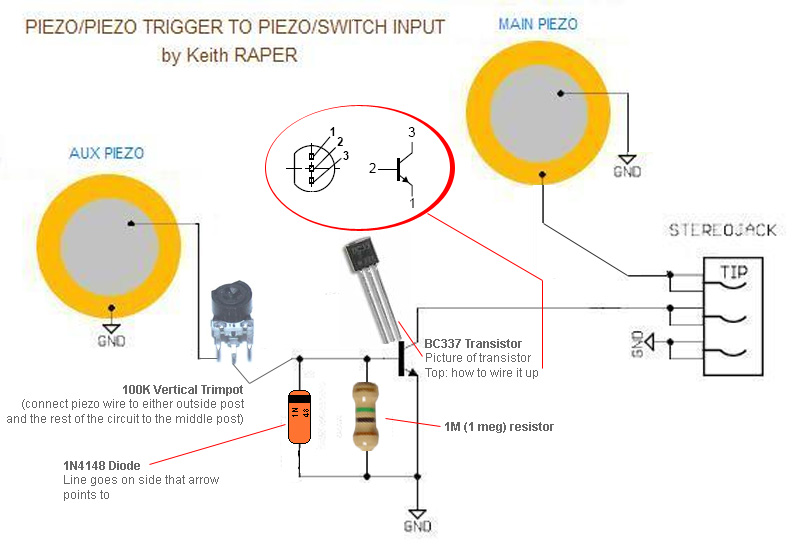 PIEZO/PIEZO TRIGGER TO PIEZO/SWITCH INPUT
by Keith RAPER
MAIN PIEZO
AUX PIEZO
1
2
3
3
2
1
GND
GND
STEREOJACK
TIP
GND
BC337 Transistor
Picture of transistor
Top: how to wire it up
100K Vertical Trimpot
(connect piezo wire to either outside post
and the rest of the circuit to the middle post)
1N
48
1M (1 meg) resistor
1N4148 Diode
Line goes on side that arrow
points to
GND